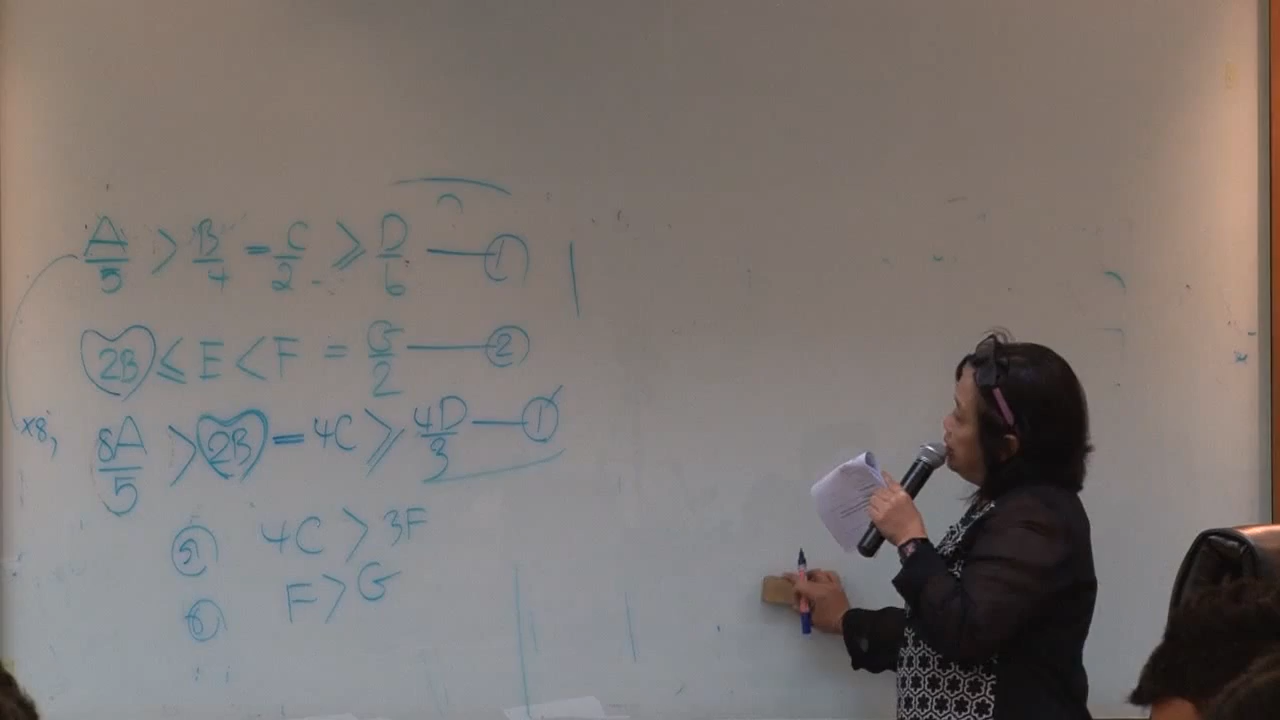 A/5 > B/4 = C/2 ⩾ D/6 — ①
2B ≤ E < F = G/2 — ②
×8, 8A/5 > 2B = 4C ⩾ 4D/3 — ①
⑤ 4C > 3F
⑥ F > G